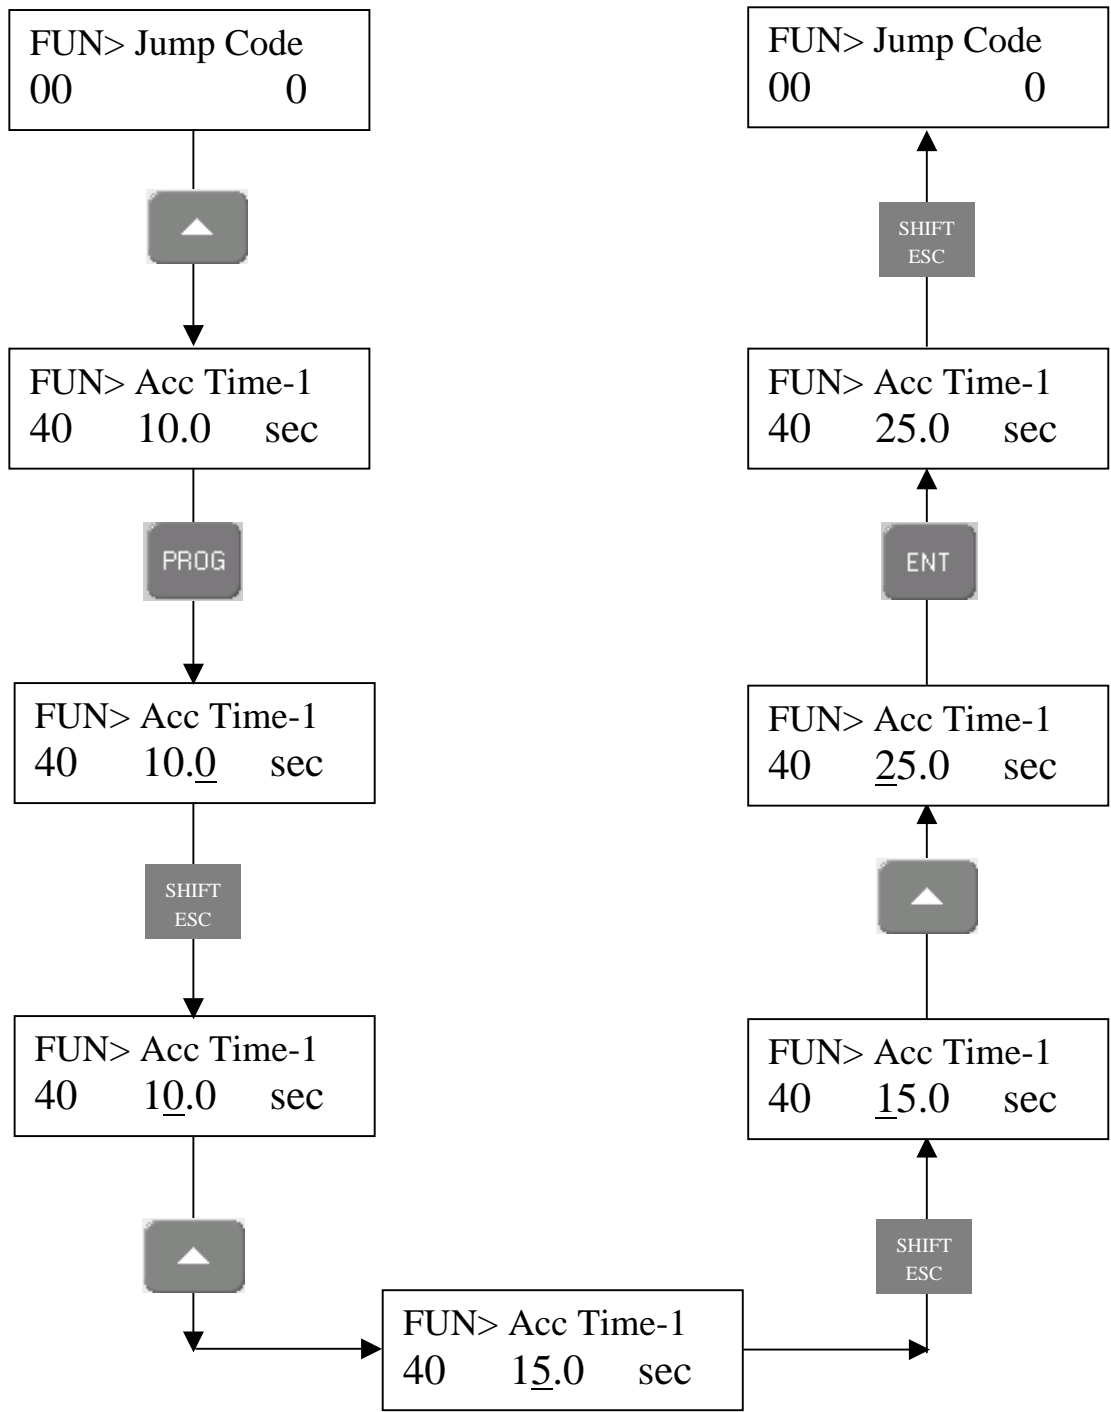 FUN> Jump Code
00 0
FUN> Acc Time-1
40 10.0 sec
PROG
FUN> Acc Time-1
40 10.0 sec
SHIFT
ESC
FUN> Acc Time-1
40 10.0 sec
FUN> Acc Time-1
40 15.0 sec
SHIFT
ESC
FUN> Acc Time-1
40 15.0 sec
FUN> Acc Time-1
40 25.0 sec
ENT
FUN> Acc Time-1
40 25.0 sec
SHIFT
ESC
FUN> Jump Code
00 0